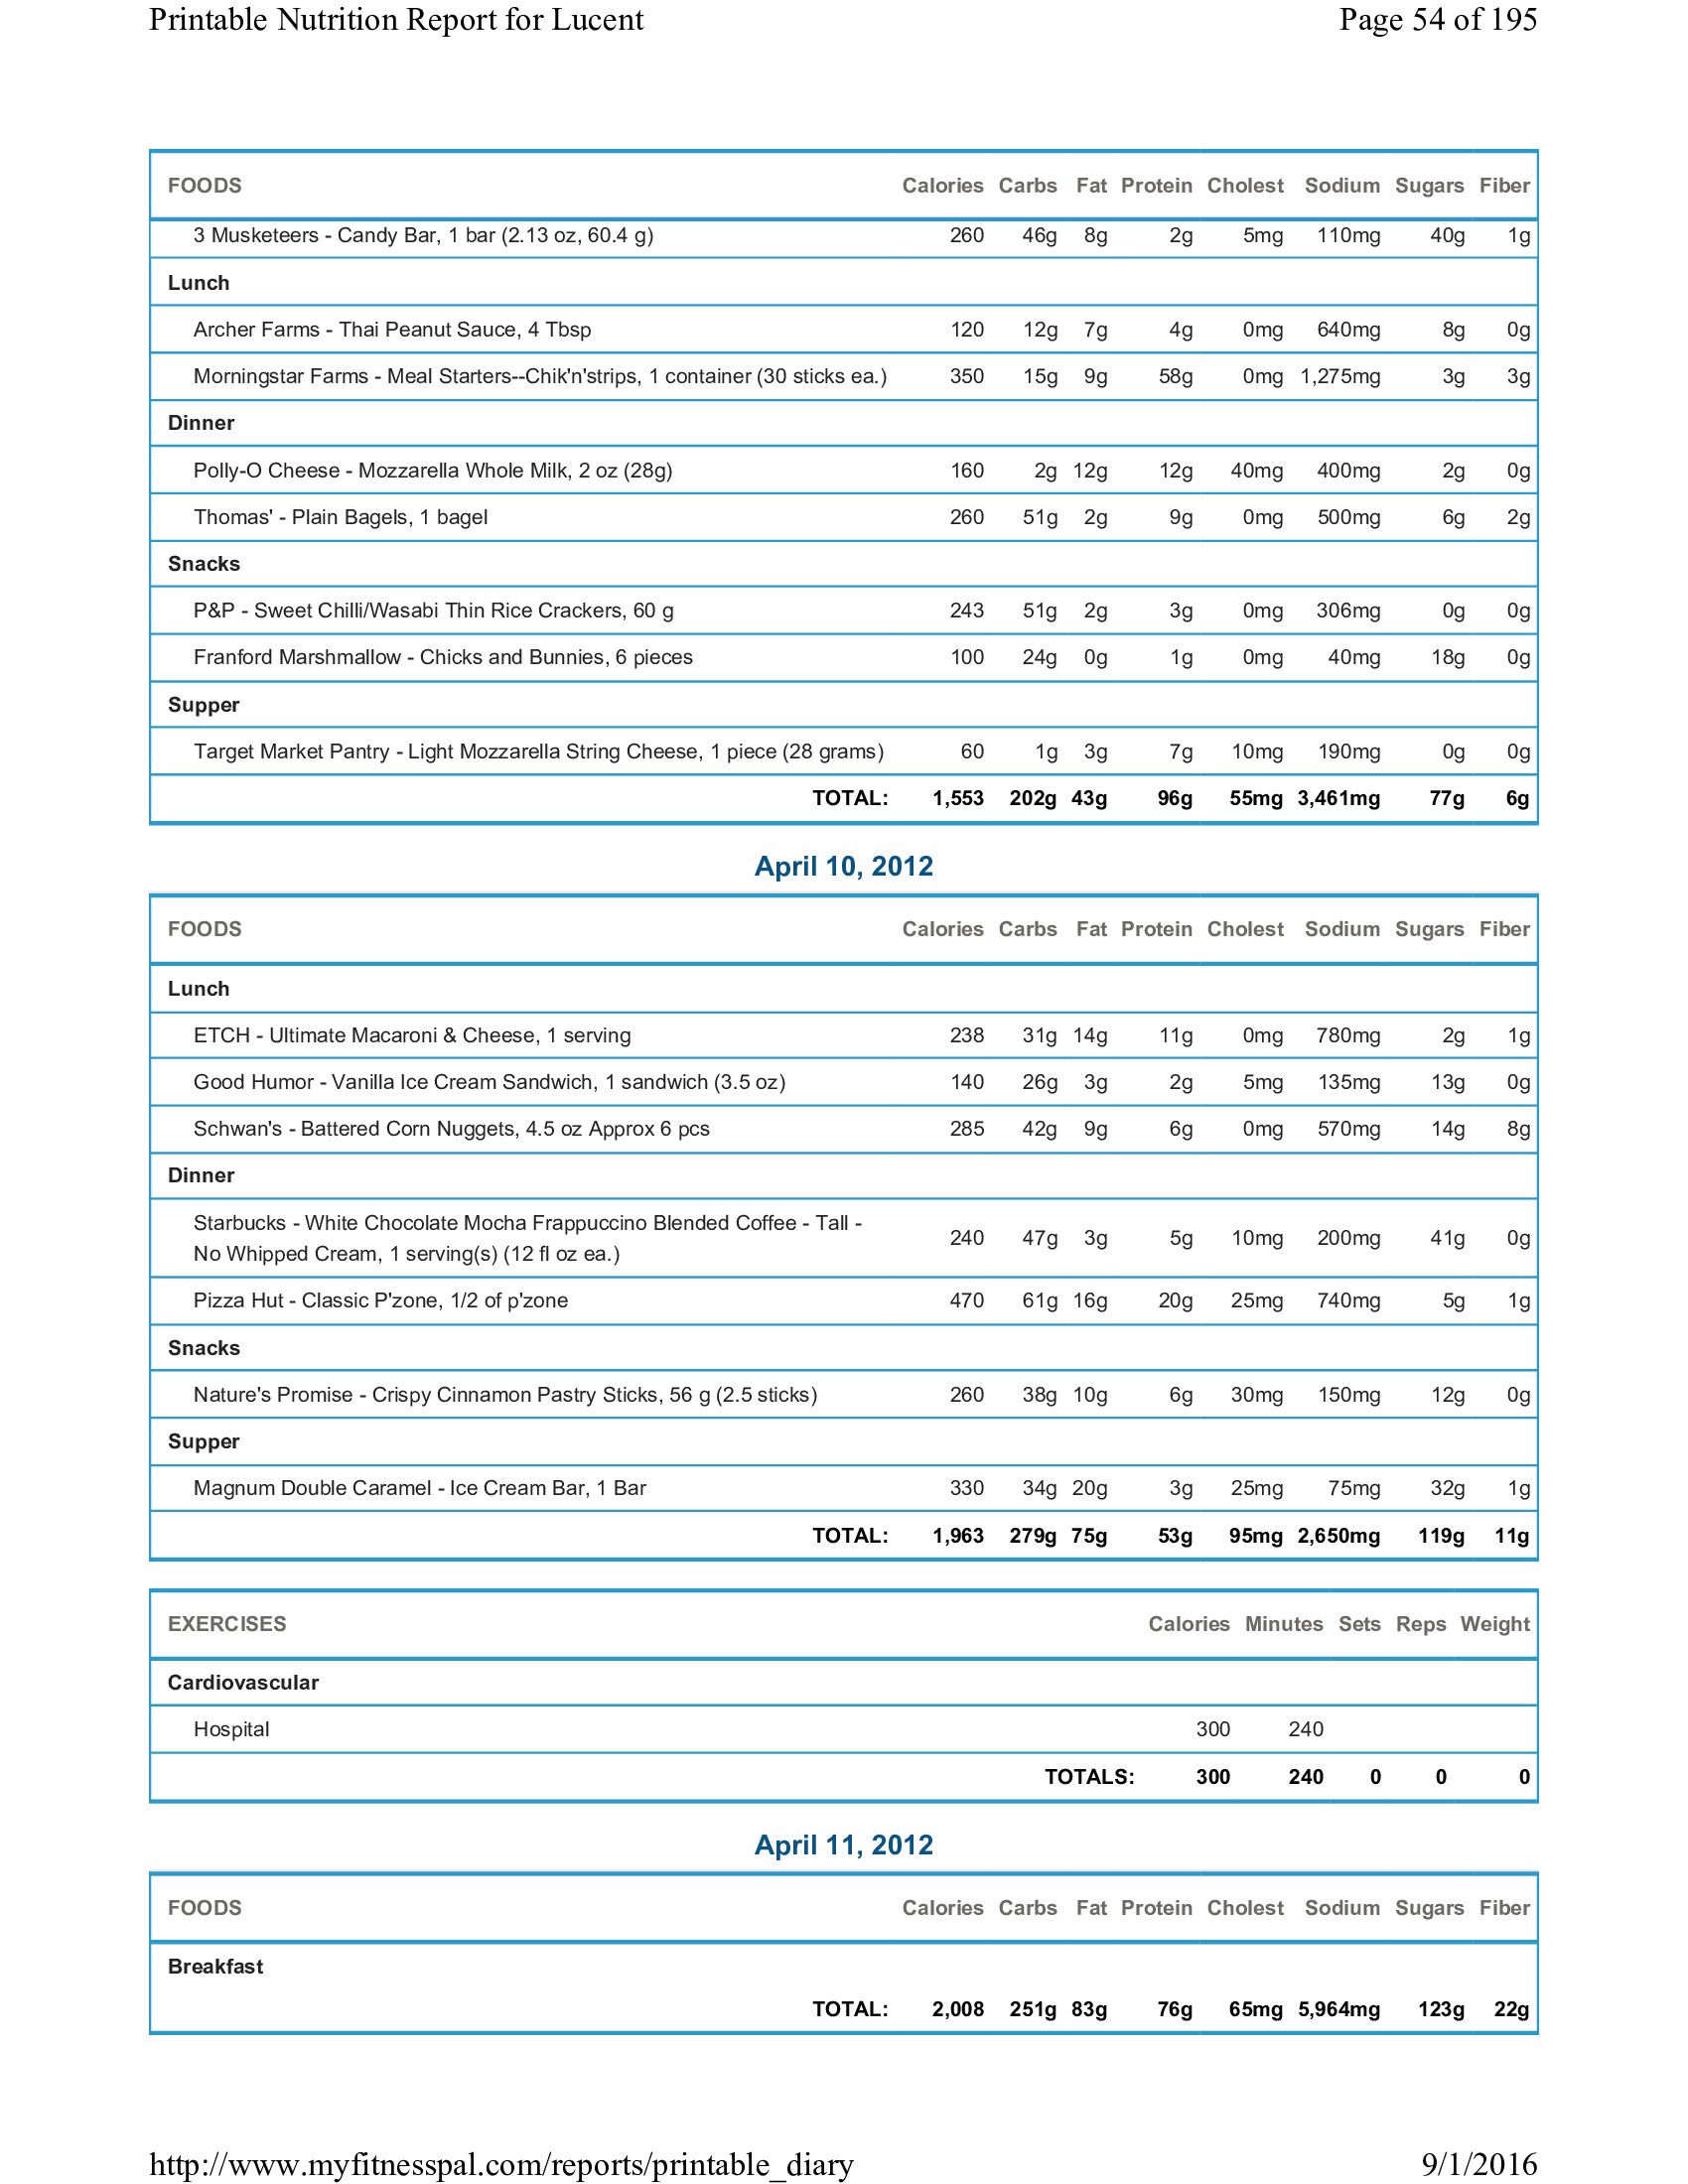 Printable Nutrition Report for Lucent Page 54 of 195
FOODS Calories Carbs Fat Protein Cholest Sodium Sugars Fiber
3 Musketeers - Candy Bar, 1 bar (2.13 oz, 60.4 g) 260 46g 8g 2g 5mg 110mg 40g 1g
Lunch
Archer Farms - Thai Peanut Sauce, 4 Tbsp 120 12g 7g 4g 0mg 640mg 8g 0g
Morningstar Farms - Meal Starters--Chik'n'strips, 1 container (30 sticks ea.) 350 15g 9g 58g 0mg 1,275mg 3g 3g
Dinner
Polly-O Cheese - Mozzarella Whole Milk, 2 oz (28g) 160 2g 12g 12g 40mg 400mg 2g 0g
Thomas' - Plain Bagels, 1 bagel 260 51g 2g 9g 0mg 500mg 6g 2g
Snacks
P&P - Sweet Chilli/Wasabi Thin Rice Crackers, 60 g 243 51g 2g 3g 0mg 306mg 0g 0g
Franford Marshmallow - Chicks and Bunnies, 6 pieces 100 24g 0g 1g 0mg 40mg 18g 0g
Supper
Target Market Pantry - Light Mozzarella String Cheese, 1 piece (28 grams) 60 1g 3g 7g 10mg 190mg 0g 0g
TOTAL: 1,553 202g 43g 96g 55mg 3,461mg 77g 6g
April 10, 2012
FOODS Calories Carbs Fat Protein Cholest Sodium Sugars Fiber
Lunch
ETCH - Ultimate Macaroni & Cheese, 1 serving 238 31g 14g 11g 0mg 780mg 2g 1g
Good Humor - Vanilla Ice Cream Sandwich, 1 sandwich (3.5 oz) 140 26g 3g 2g 5mg 135mg 13g 0g
Schwan's - Battered Corn Nuggets, 4.5 oz Approx 6 pcs 285 42g 9g 6g 0mg 570mg 14g 8g
Dinner
Starbucks - White Chocolate Mocha Frappuccino Blended Coffee - Tall -
No Whipped Cream, 1 serving(s) (12 fl oz ea.) 240 47g 3g 5g 10mg 200mg 41g 0g
Pizza Hut - Classic P'zone, 1/2 of p'zone 470 61g 16g 20g 25mg 740mg 5g 1g
Snacks
Nature's Promise - Crispy Cinnamon Pastry Sticks, 56 g (2.5 sticks) 260 38g 10g 6g 30mg 150mg 12g 0g
Supper
Magnum Double Caramel - Ice Cream Bar, 1 Bar 330 34g 20g 3g 25mg 75mg 32g 1g
TOTAL: 1,963 279g 75g 53g 95mg 2,650mg 119g 11g
EXERCISES Calories Minutes Sets Reps Weight
Cardiovascular
Hospital 300 240
TOTALS: 300 240 0 0 0
April 11, 2012
FOODS Calories Carbs Fat Protein Cholest Sodium Sugars Fiber
Breakfast
TOTAL: 2,008 251g 83g 76g 65mg 5,964mg 123g 22g
http://www.myfitnesspal.com/reports/printable_diary 9/1/2016